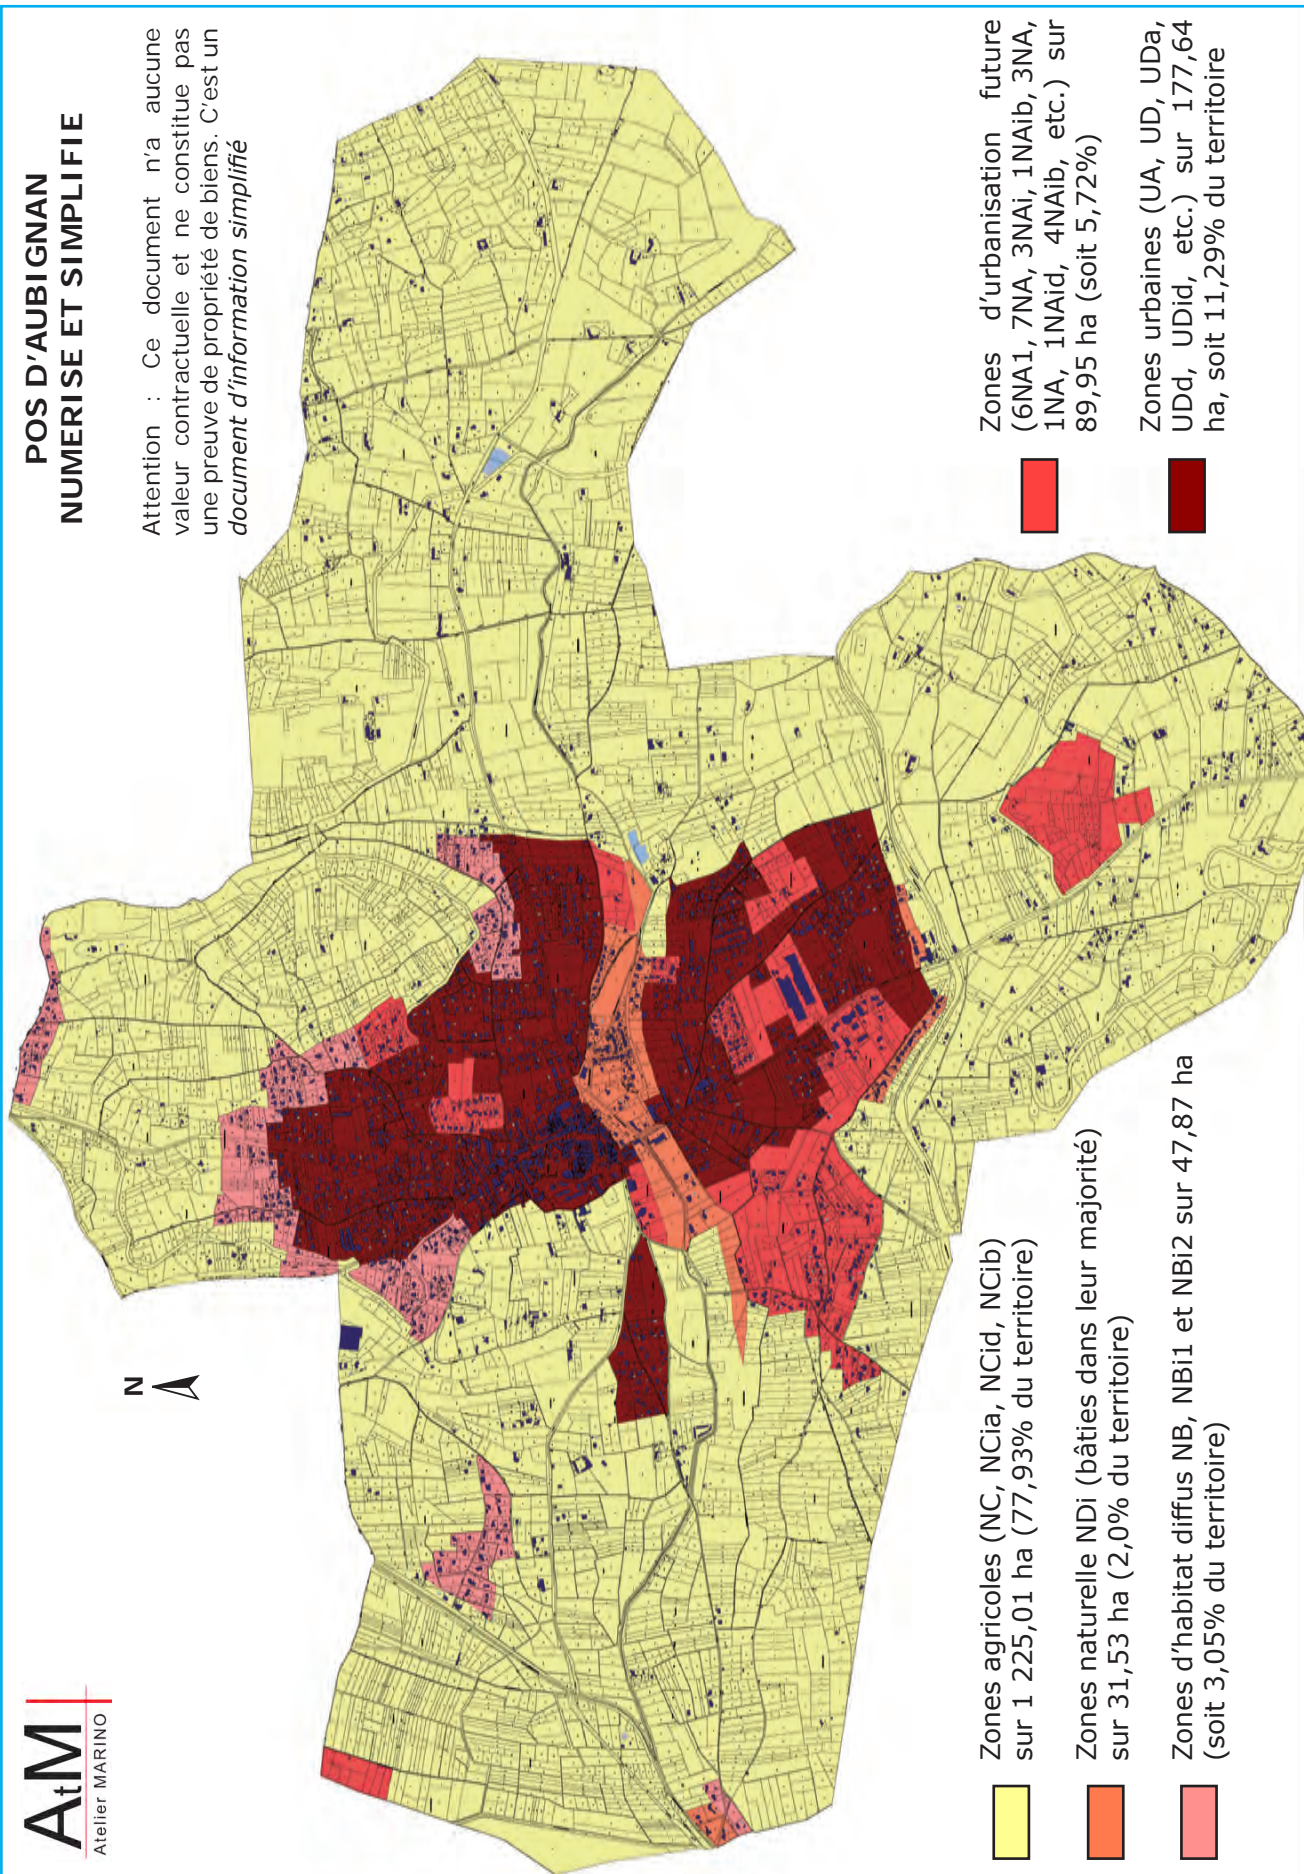 AtM
Atelier MARINO
POS D'AUBIGNAN
NUMERISE ET SIMPLIFIE
Attention : Ce document n'a aucune
valeur contractuelle et ne constitue pas
une preuve de propriété de biens. C'est un
document d'information simplifié
N
Zones agricoles (NC, NCia, NCid, NCib)
sur 1 225,01 ha (77,93% du territoire)
Zones naturelle NDi (bâties dans leur majorité)
sur 31,53 ha (2,0% du territoire)
Zones d'habitat diffus NB, NBi1 et NBi2 sur 47,87 ha
(soit 3,05% du territoire)
Zones d'urbanisation future
(6NA1, 7NA, 3NAi, 1NAib, 3NA,
1NA, 1NAid, 4NAib, etc.) sur
89,95 ha (soit 5,72%)
Zones urbaines (UA, UD, UDa,
UDd, UDid, etc.) sur 177,64
ha, soit 11,29% du territoire